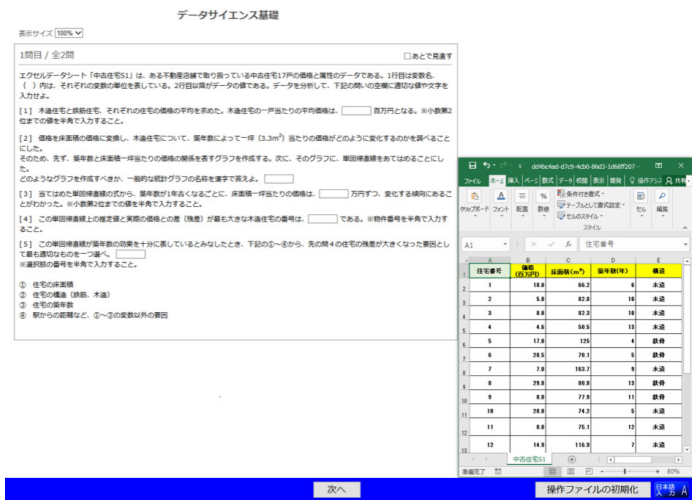 データサイエンス基礎
表示サイズ 100%
1問目 / 全2問
あとで見直す
エクセルデータシート「中古住宅S1」は、ある不動産店舗で取り扱っている中古住宅17戸の価格と属性のデータである。1行目は変数名、
( )内は、それぞれの変数の単位を表している。2行目以降がデータの値である。データを分析して、下記の問いの空欄に適切な値や文字を
入力せよ。
[1] 木造住宅と鉄筋住宅、それぞれの住宅の価格の平均を求めた。木造住宅の一戸当たりの平均価格は、 百万円となる。※小数第2
位までの値を半角で入力すること。
[2] 価格を床面積の価格に変換し、木造住宅について、築年数によって一坪(3.3m²)当たりの価格がどのように変化するのかを調べること
にした。
そのため、先ず、築年数と床面積一坪当たりの価格の関係を表すグラフを作成する。次に、そのグラフに、単回帰直線をあてはめることにし
た。
どのようなグラフを作成すべきか、一般的な統計グラフの名称を漢字で答えよ。
[3] 当てはめた単回帰直線の式から、築年数が1年古くなるごとに、床面積一坪当たりの価格は、 万円ずつ、変化する傾向にあるこ
とがわかった。※小数第2位までの値を半角で入力すること。
[4] この単回帰直線上の推定値と実際の価格との差(残差)が最も大きな木造住宅の番号は、 である。※物件番号を半角で入力す
ること。
[5] この単回帰直線が築年数の効果を十分に表しているとみなしたとき、下記の①~④から、先の問4の住宅の残差が大きくなった要因とし
て最も適切なものを一つ選べ。
※選択肢の番号を半角で入力すること。
① 住宅の床面積
② 住宅の構造(鉄筋、木造)
③ 住宅の築年数
④ 駅からの距離など、①~③の変数以外の要因
dd4bc4ed-d7c9-4cb0-86d3-1d68ff207···
ファイル ホーム 挿入 ページ 数式 データ 校閲 表示 開発 操作アシス 共有
クリップボード フォント 配置 数値 条件付き書式 テーブルとして書式設定 セルのスタイル スタイル セル 編集
A1 fx 住宅番号
A B C D E
1 住宅番号 価格(百万円) 床面積(m²) 築年数(年) 構造
2 1 18.0 66.2 6 木造
3 2 5.0 82.8 10 木造
4 3 8.0 82.3 10 木造
5 4 4.6 50.5 13 木造
6 5 17.0 125 4 鉄骨
7 6 28.5 70.1 5 鉄骨
8 7 7.0 163.7 9 木造
9 8 29.8 80.8 13 鉄骨
10 9 8.0 77.9 11 鉄骨
11 10 20.0 74.2 5 木造
12 11 8.0 75.1 12 木造
13 12 14.9 116.9 7 木造
中古住宅S1
準備完了
80%
次へ
操作ファイルの初期化
日本語
入 力 A